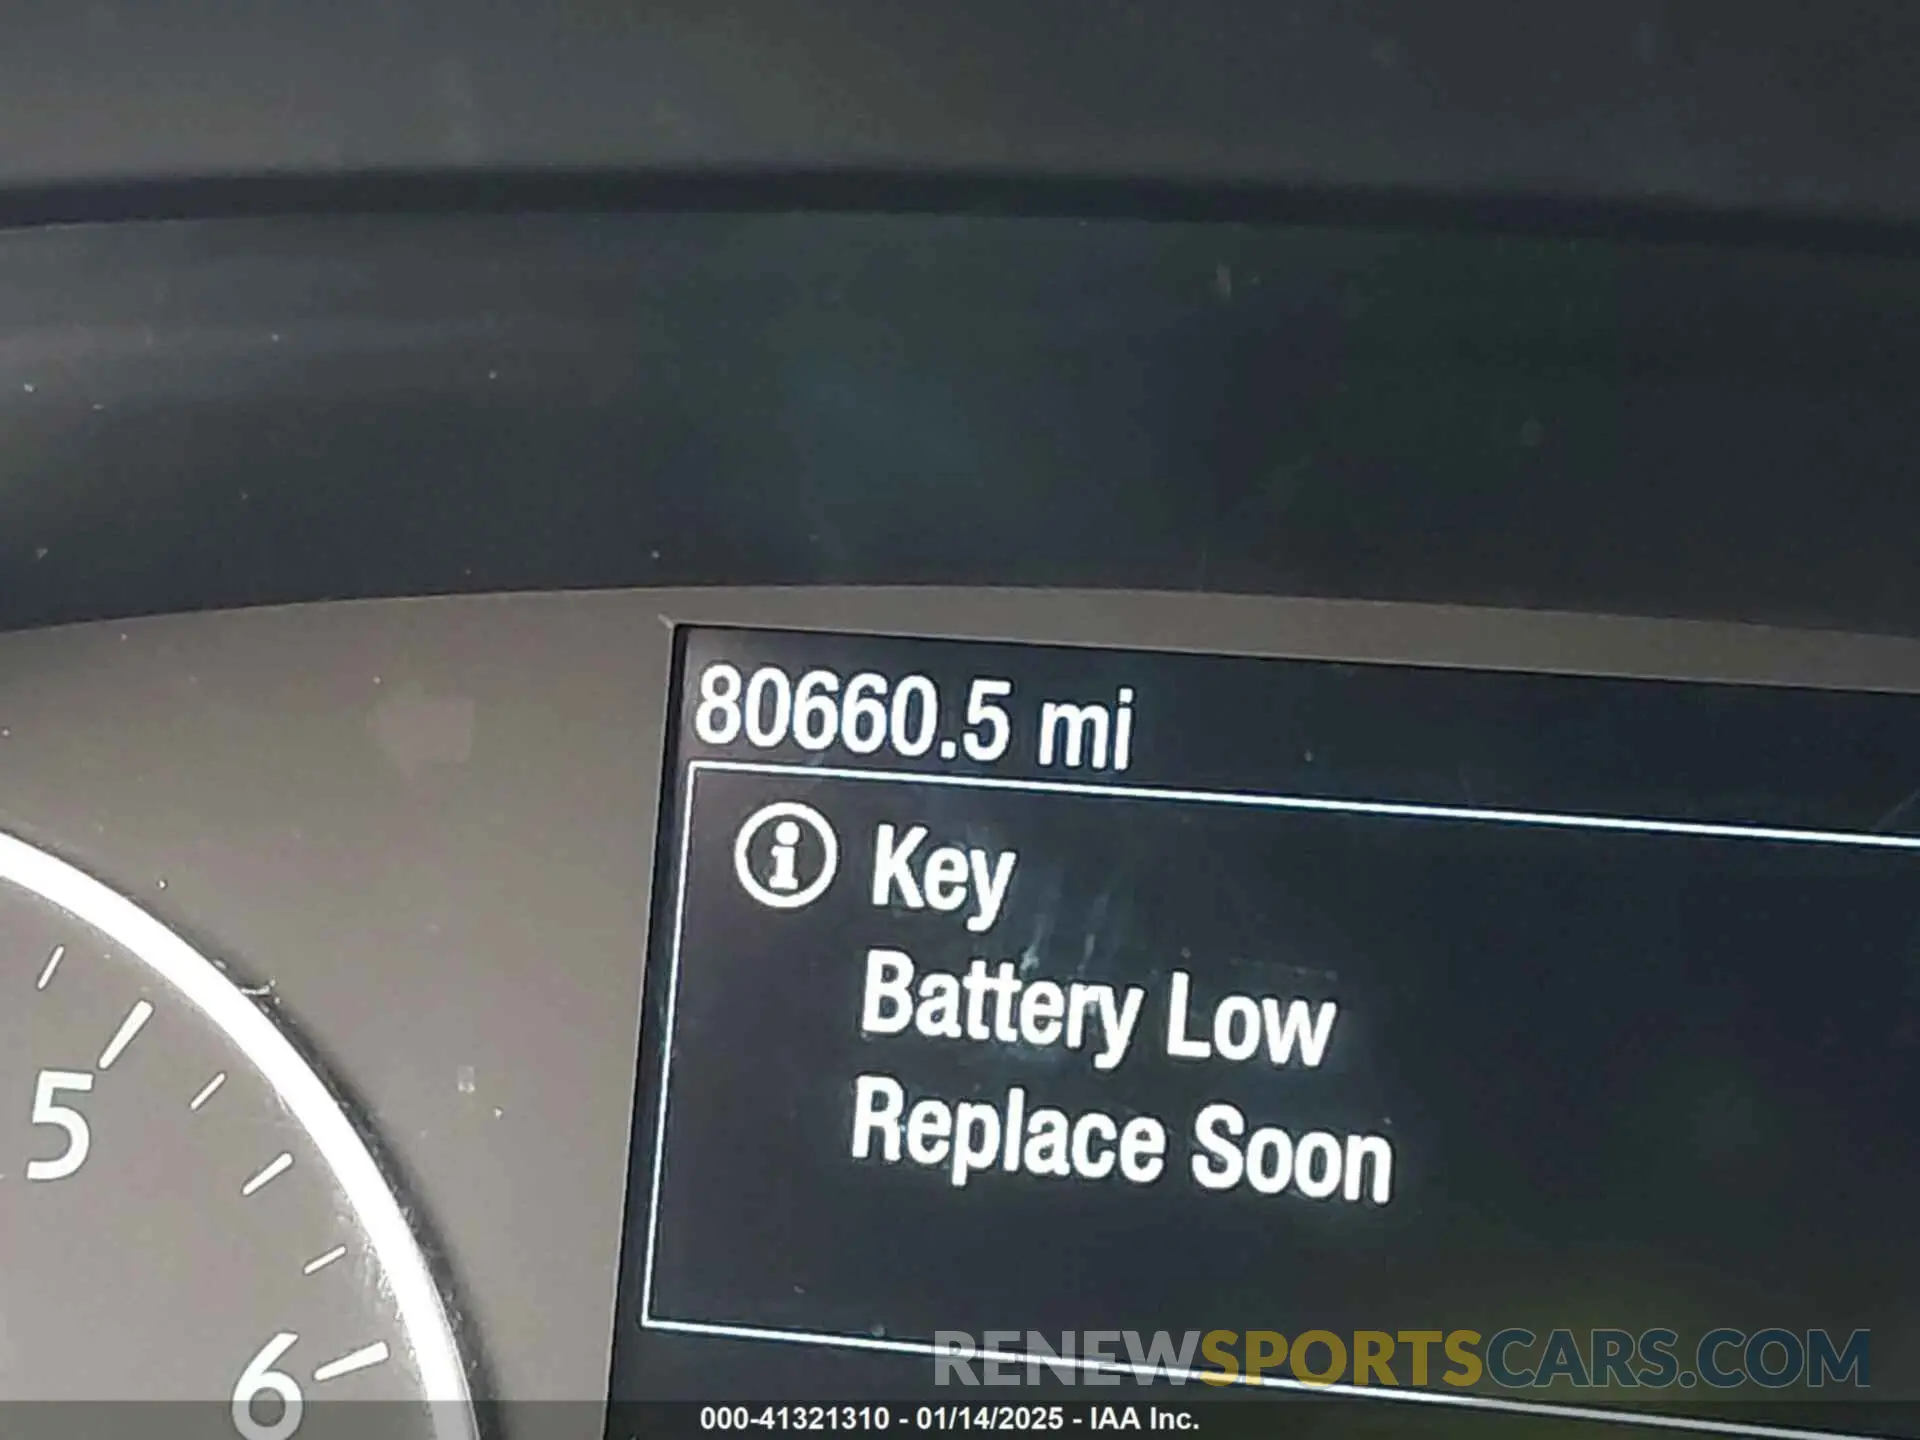 80660.5 mi
Key
Battery Low
Replace Soon
5
6
RENEWSPORTSCARS.COM
000-41321310 - 01/14/2025 - IAA Inc.